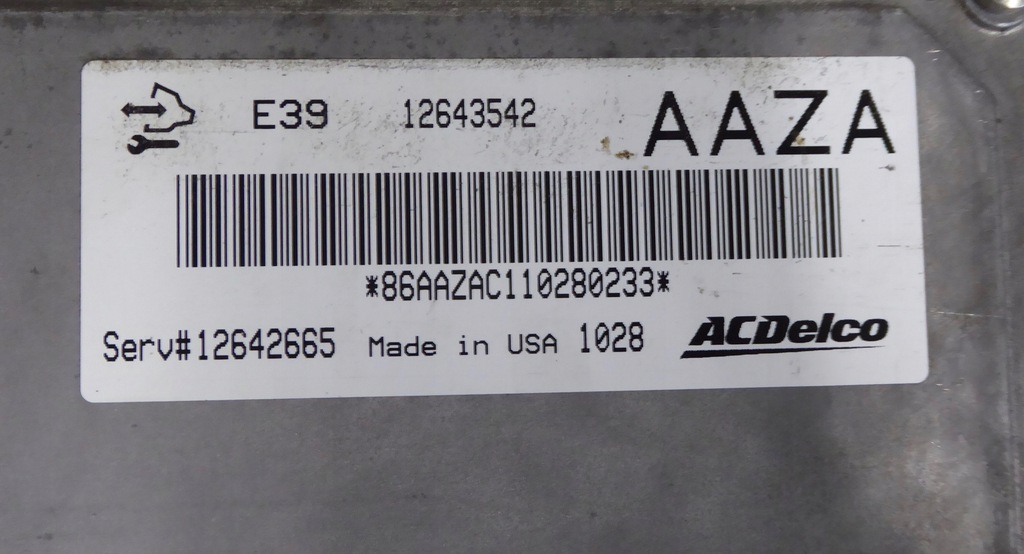 E39 12643542 AAZA
*86AAZAC110280233*
Serv#12642665 Made in USA 1028 ACDelco